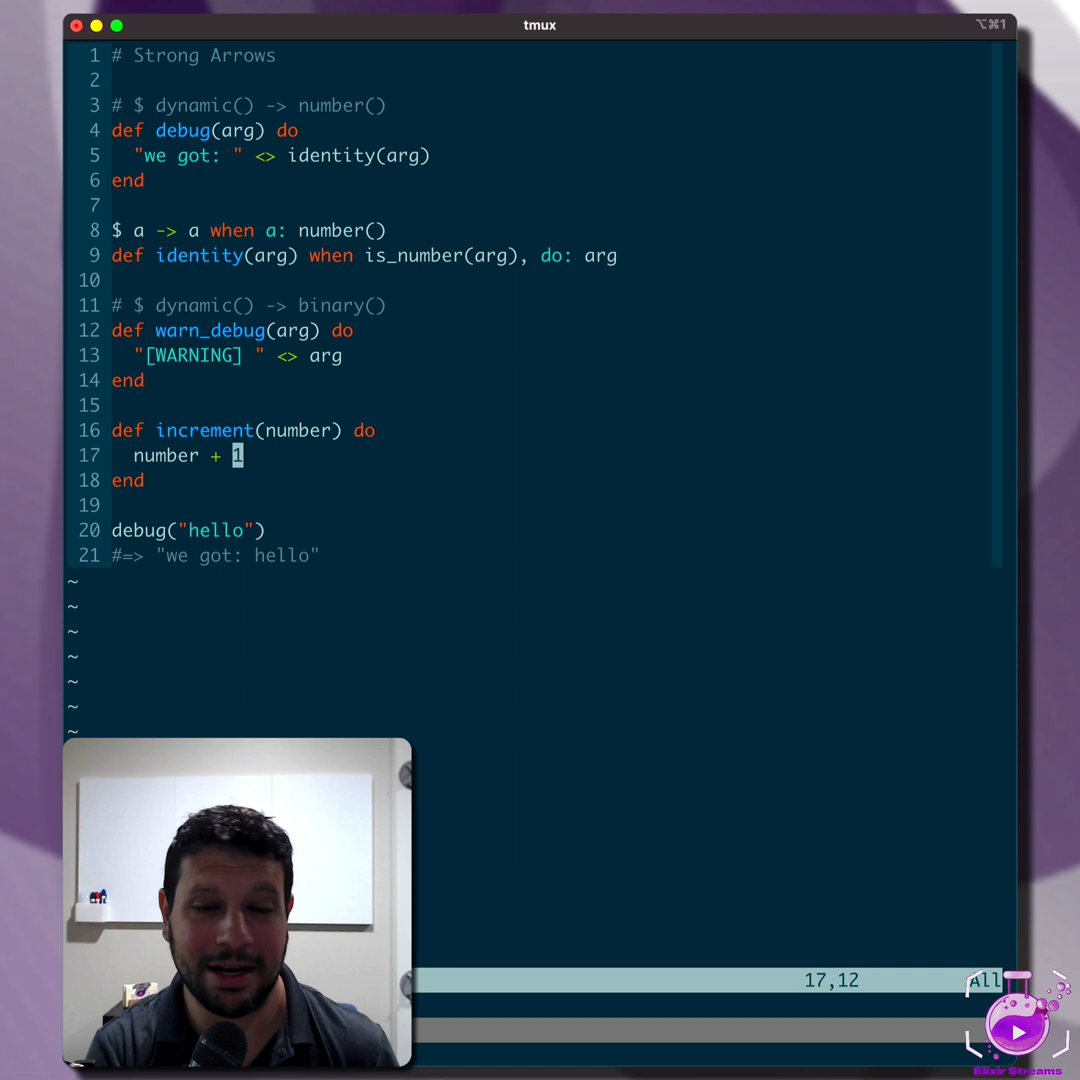 tmux
⌥⌘1
1 # Strong Arrows
2
3 # $ dynamic() -> number()
4 def debug(arg) do
5   "we got: " <> identity(arg)
6 end
7
8 $ a -> a when a: number()
9 def identity(arg) when is_number(arg), do: arg
10
11 # $ dynamic() -> binary()
12 def warn_debug(arg) do
13   "[WARNING] " <> arg
14 end
15
16 def increment(number) do
17   number + 1
18 end
19
20 debug("hello")
21 #=> "we got: hello"
~
~
~
~
~
~
~
17,12 All
Elixir Streams